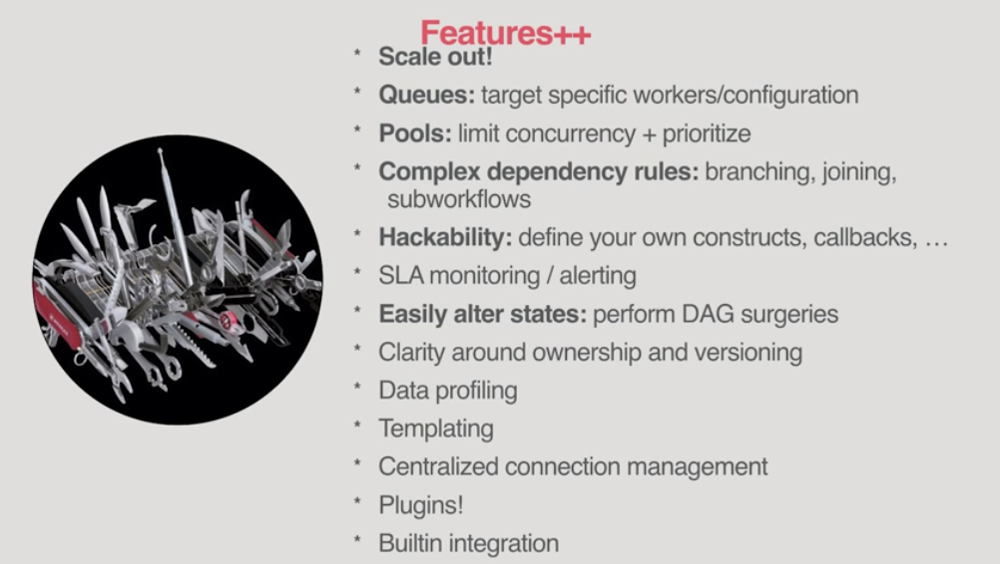 Features++
* Scale out!
* Queues: target specific workers/configuration
* Pools: limit concurrency + prioritize
* Complex dependency rules: branching, joining,
subworkflows
* Hackability: define your own constructs, callbacks, …
* SLA monitoring / alerting
* Easily alter states: perform DAG surgeries
* Clarity around ownership and versioning
* Data profiling
* Templating
* Centralized connection management
* Plugins!
* Builtin integration